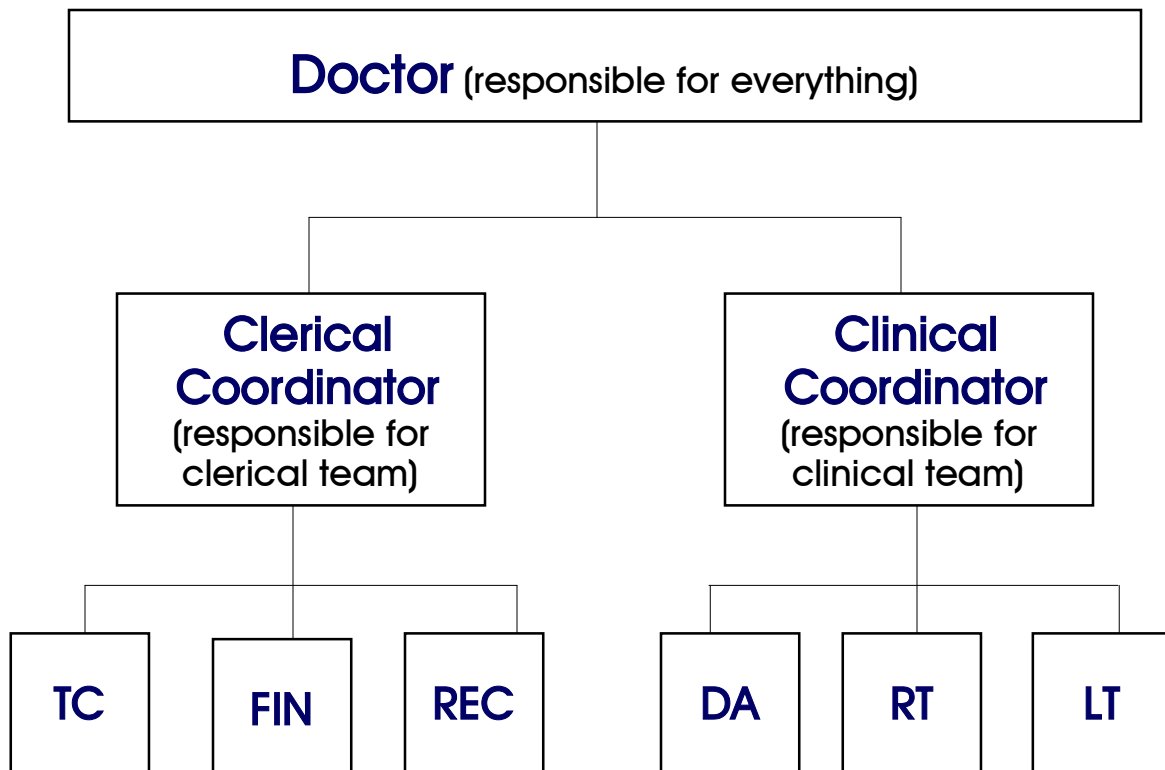 Doctor (responsible for everything)
Clerical
Coordinator
(responsible for
clerical team)
Clinical
Coordinator
(responsible for
clinical team)
TC
FIN
REC
DA
RT
LT